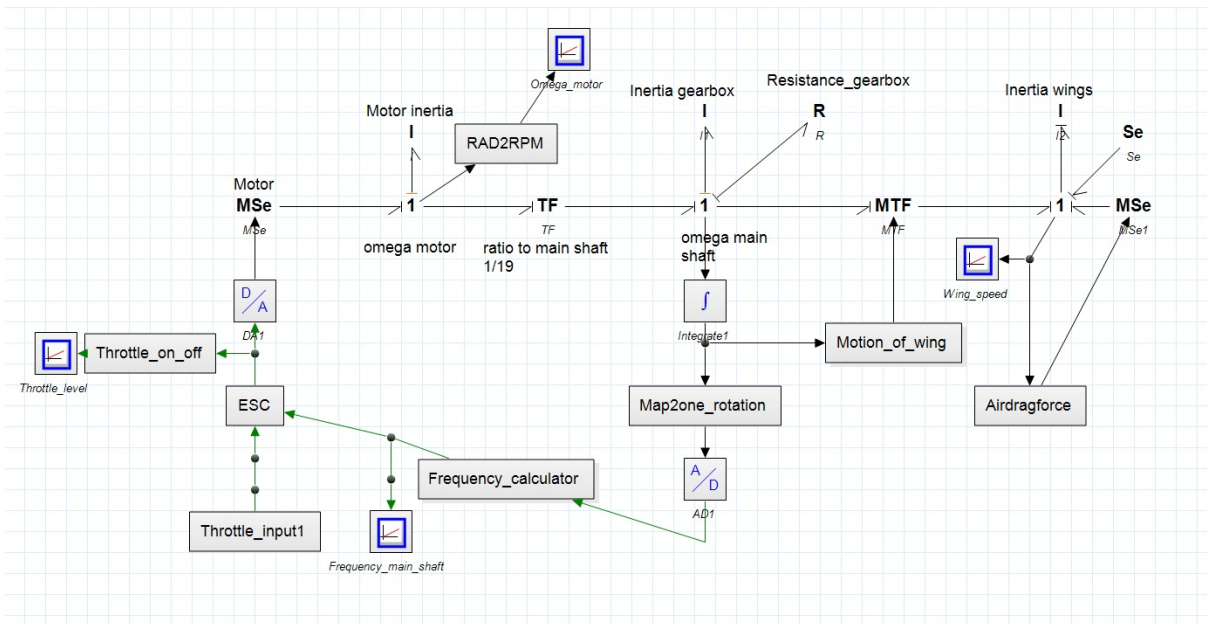 Omega_motor
Motor inertia
I
I
RAD2RPM
Inertia gearbox
I
I1
Resistance_gearbox
R
R
Inertia wings
I
I2
Se
Se
Motor
MSe
MSe
1
omega motor
TF
TF
ratio to main shaft
1/19
1
omega main
shaft
MTF
MTF
1
MSe
MSe1
Wing_speed
D/A
DA1
∫
Integrate1
Throttle_on_off
Throttle_level
Motion_of_wing
ESC
Map2one_rotation
Airdragforce
Frequency_calculator
A/D
AD1
Throttle_input1
Frequency_main_shaft